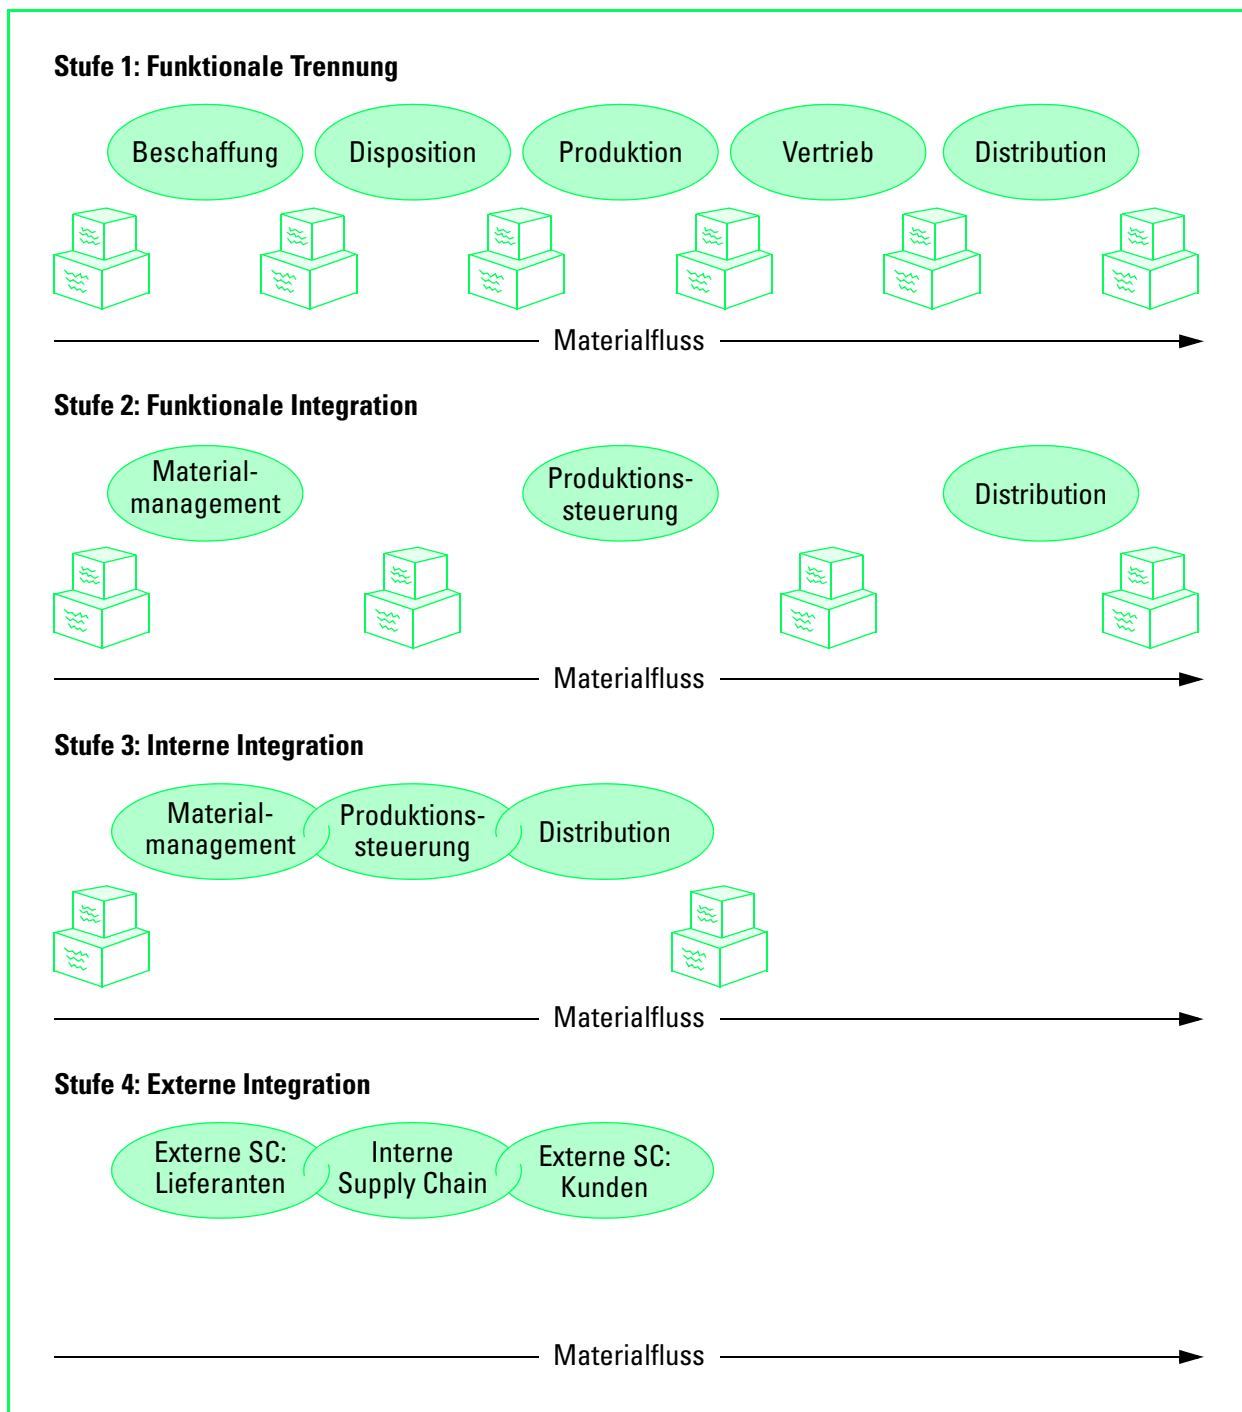 Stufe 1: Funktionale Trennung
Beschaffung
Disposition
Produktion
Vertrieb
Distribution
Materialfluss
Stufe 2: Funktionale Integration
Material-
management
Produktions-
steuerung
Distribution
Materialfluss
Stufe 3: Interne Integration
Material-
management
Produktions-
steuerung
Distribution
Materialfluss
Stufe 4: Externe Integration
Externe SC:
Lieferanten
Interne
Supply Chain
Externe SC:
Kunden
Materialfluss